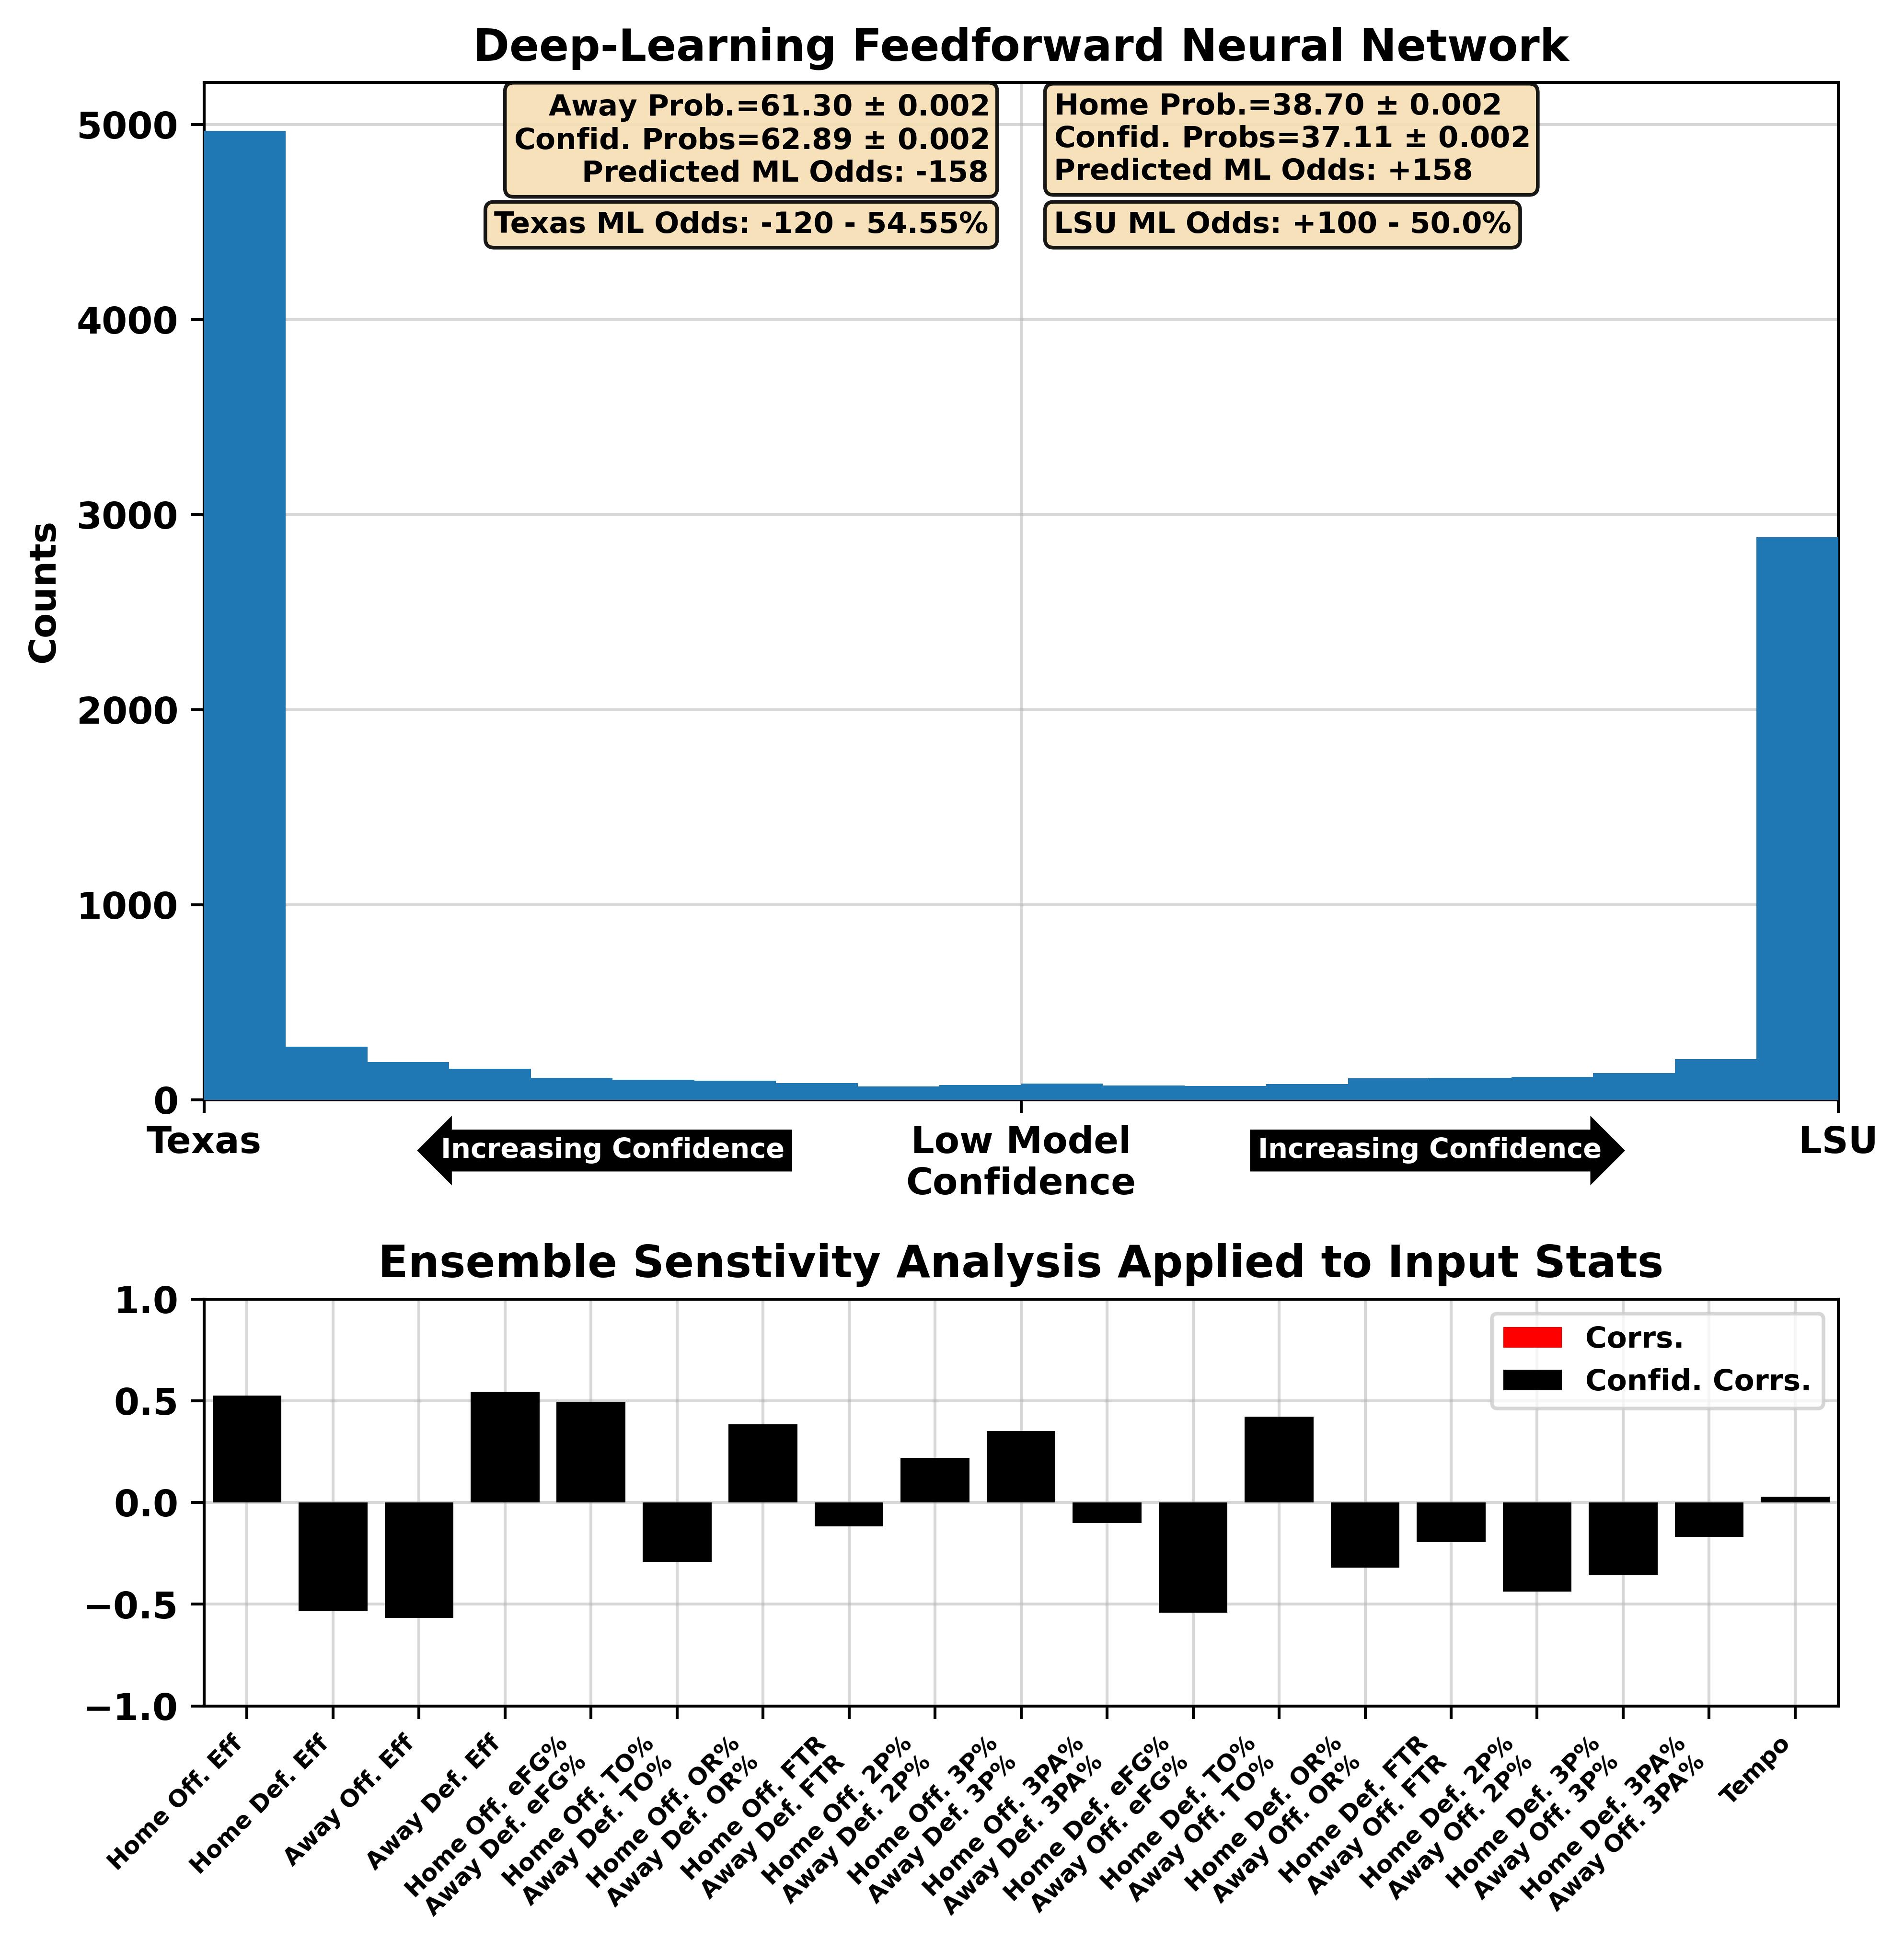 Deep-Learning Feedforward Neural Network
Away Prob.=61.30 ± 0.002
Confid. Probs=62.89 ± 0.002
Predicted ML Odds: -158
Home Prob.=38.70 ± 0.002
Confid. Probs=37.11 ± 0.002
Predicted ML Odds: +158
Texas ML Odds: -120 - 54.55%
LSU ML Odds: +100 - 50.0%
Counts
5000
4000
3000
2000
1000
0
Texas
Increasing Confidence
Low Model
Confidence
Increasing Confidence
LSU
Ensemble Senstivity Analysis Applied to Input Stats
1.0
0.5
0.0
−0.5
−1.0
Corrs.
Confid. Corrs.
Home Off. Eff
Home Def. Eff
Away Off. Eff
Away Def. Eff
Home Off. eFG%
Away Def. eFG%
Home Off. TO%
Away Def. TO%
Home Off. OR%
Away Def. OR%
Home Off. FTR
Away Def. FTR
Home Off. 2P%
Away Def. 2P%
Home Off. 3P%
Away Def. 3P%
Home Off. 3PA%
Away Def. 3PA%
Home Def. eFG%
Away Off. eFG%
Home Def. TO%
Away Off. TO%
Home Def. OR%
Away Off. OR%
Home Def. FTR
Away Off. FTR
Home Def. 2P%
Away Off. 2P%
Home Def. 3P%
Away Off. 3P%
Home Def. 3PA%
Away Off. 3PA%
Tempo